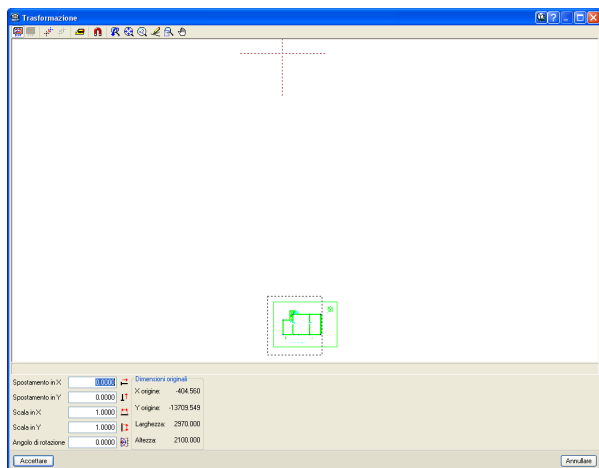 Trasformazione
Spostamento in X 0.0000
Dimensioni originali
X origine: -404.560
Spostamento in Y 0.0000
Y origine: -13709.549
Scala in X 1.0000
Scala in Y 1.0000
Larghezza: 2970.000
Angolo di rotazione 0.0000
Altezza: 2100.000
Accettare
Annullare